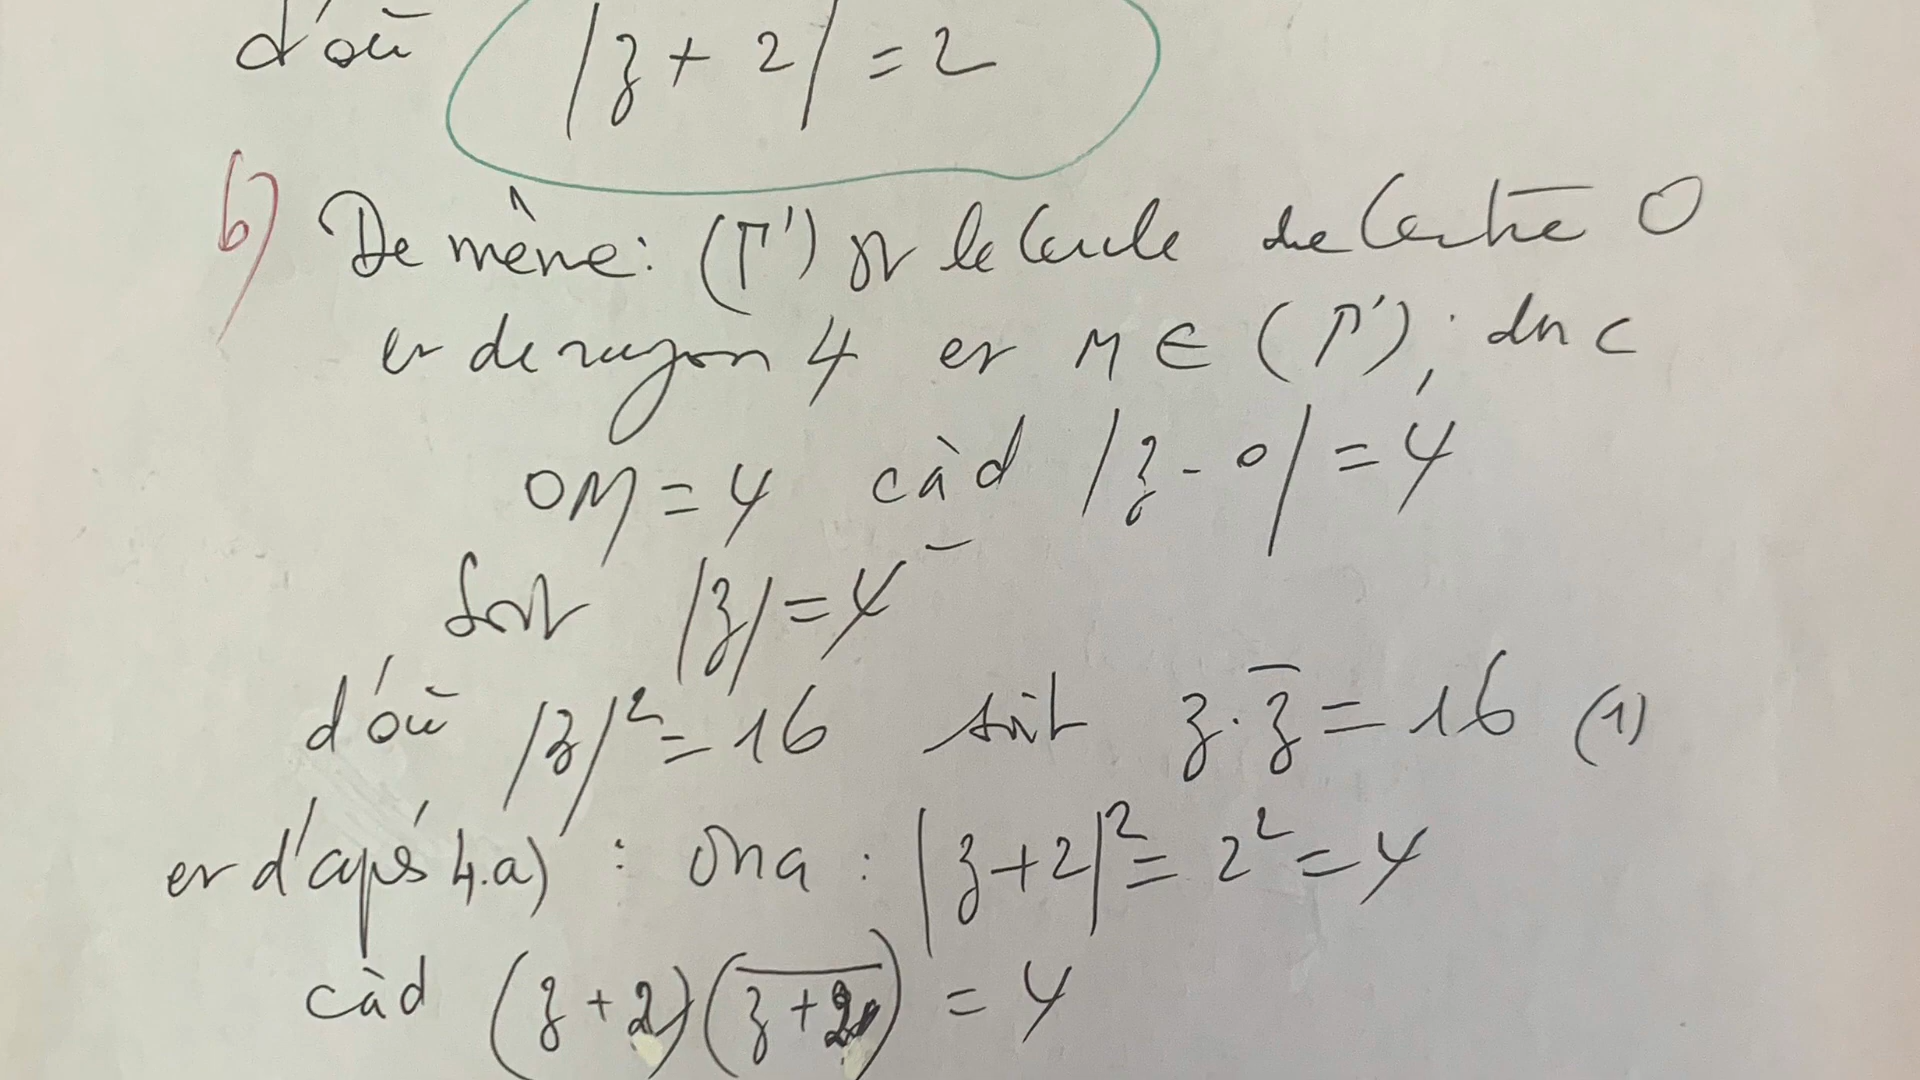 d'où |z + 2| = 2
b) De même : (Γ') est le Cercle de Centre O
et de rayon 4 et M ∈ (Γ') ; donc
OM = 4 càd |z - 0| = 4
soit |z| = 4
d'où |z|² = 16 soit z · z̅ = 16 (1)
et d'après 4.a) : on a : |z + 2|² = 2² = 4
càd (z + 2)(z̅ ̅+̅ ̅2̅) = 4